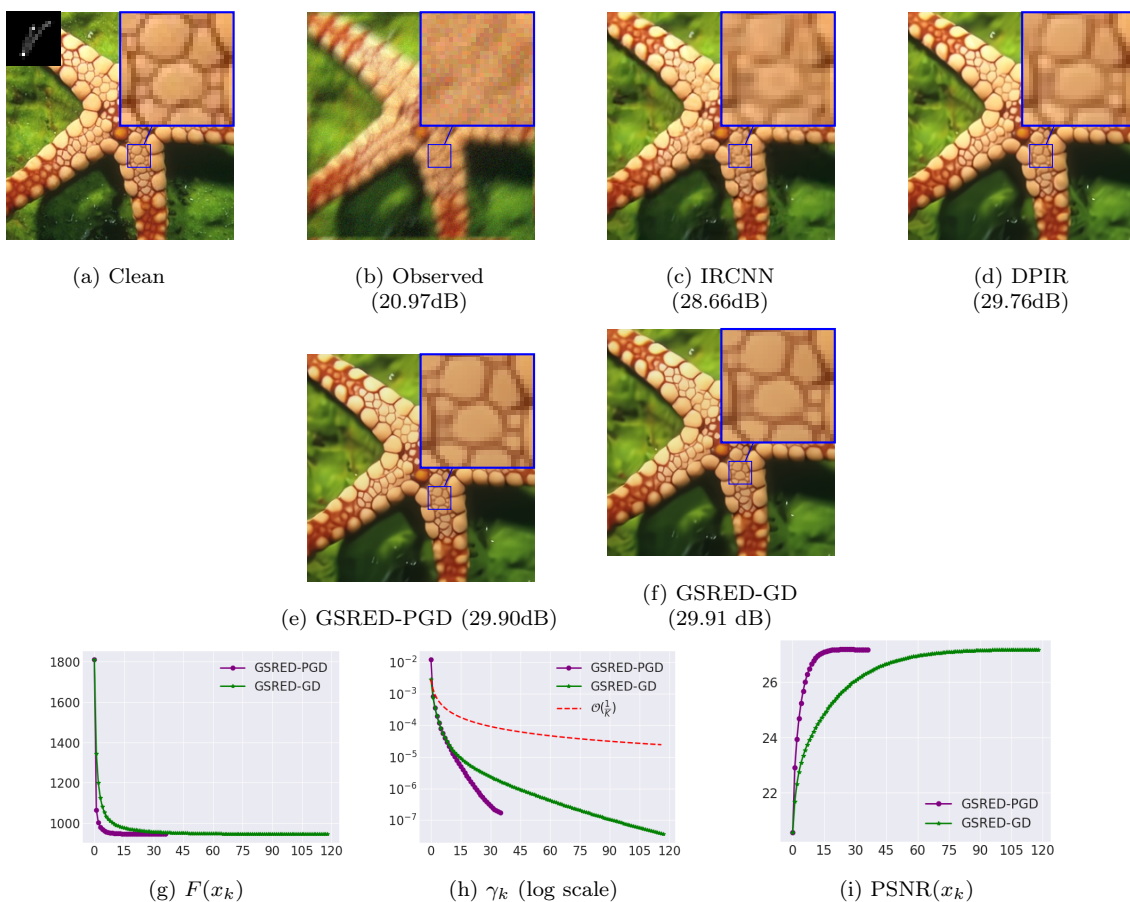 (a) Clean
(b) Observed
(20.97dB)
(c) IRCNN
(28.66dB)
(d) DPIR
(29.76dB)
(e) GSRED-PGD (29.90dB)
(f) GSRED-GD
(29.91 dB)
1800
1600
1400
1200
1000
0 15 30 45 60 75 90 105 120
GSRED-PGD
GSRED-GD
(g) F(x_k)
10⁻²
10⁻³
10⁻⁴
10⁻⁵
10⁻⁶
10⁻⁷
0 15 30 45 60 75 90 105 120
GSRED-PGD
GSRED-GD
𝒪(1/K)
(h) γ_k (log scale)
26
24
22
0 15 30 45 60 75 90 105 120
GSRED-PGD
GSRED-GD
(i) PSNR(x_k)